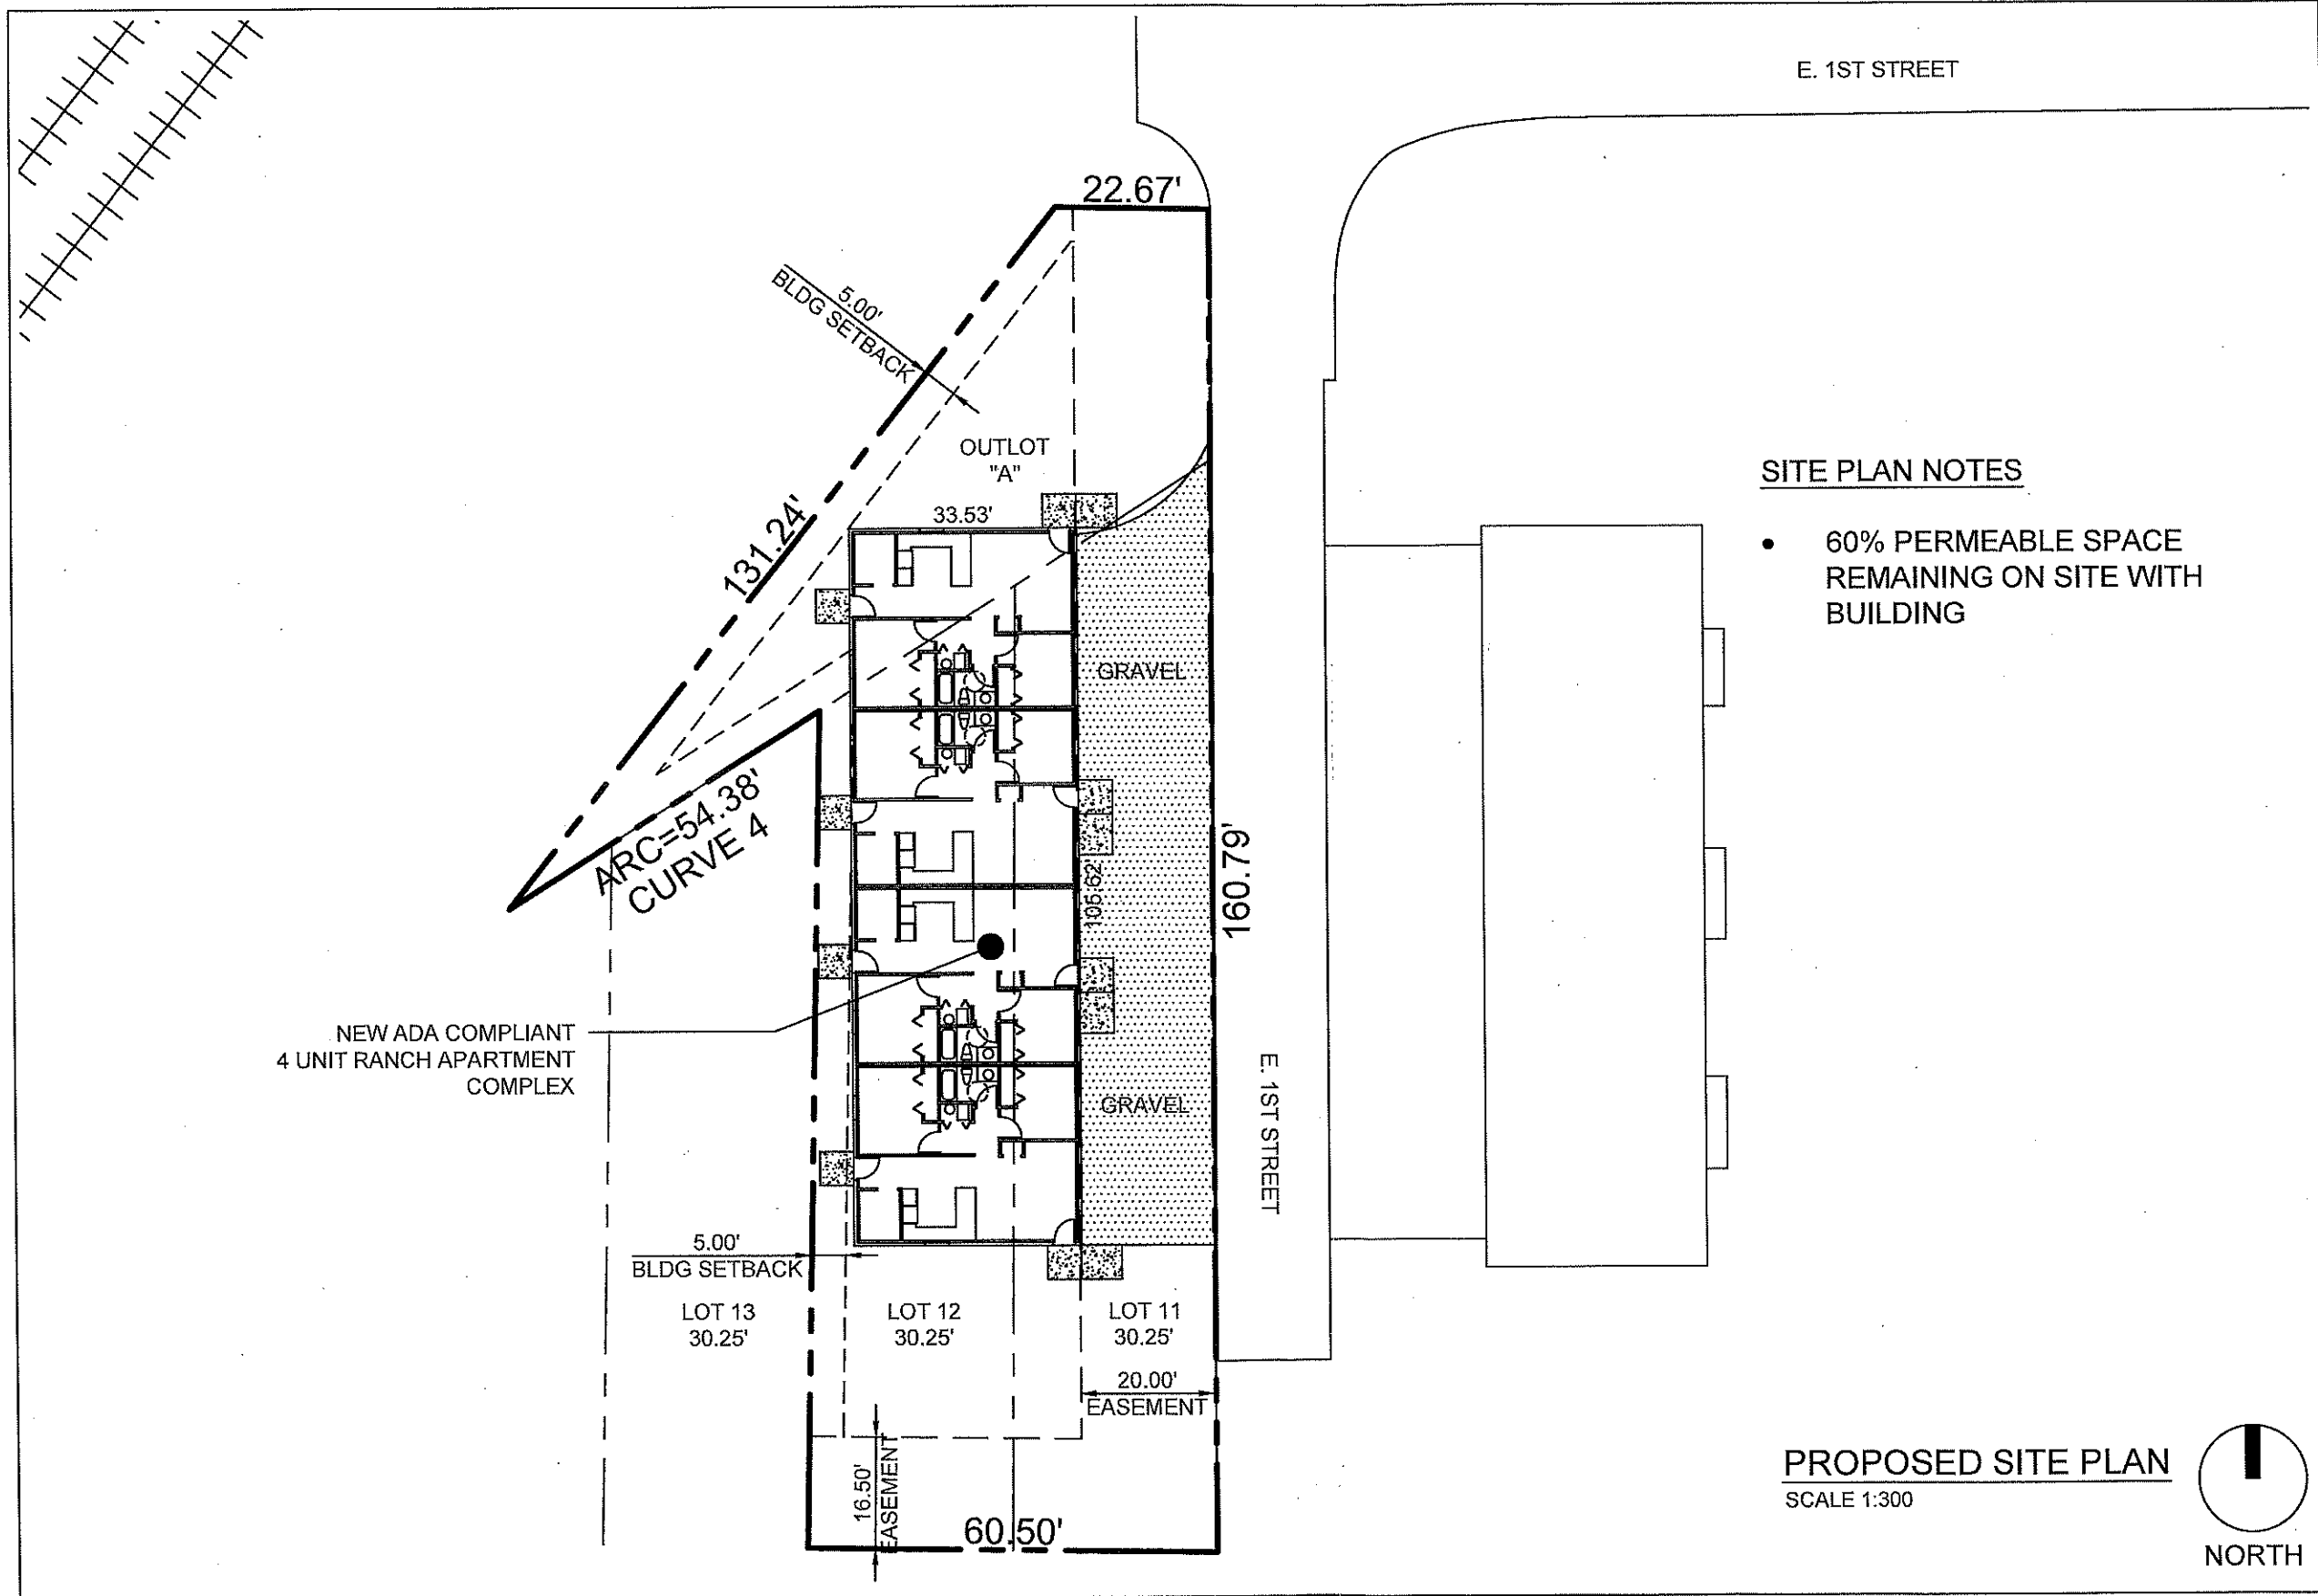 E. 1ST STREET
22.67'
5.00'
BLDG SETBACK
OUTLOT
"A"
33.53'
131.24'
SITE PLAN NOTES
• 60% PERMEABLE SPACE
REMAINING ON SITE WITH
BUILDING
GRAVEL
ARC=54.38'
CURVE 4
105.62'
160.79'
NEW ADA COMPLIANT
4 UNIT RANCH APARTMENT
COMPLEX
GRAVEL
E. 1ST STREET
5.00'
BLDG SETBACK
LOT 13
30.25'
LOT 12
30.25'
LOT 11
30.25'
20.00'
EASEMENT
16.50'
EASEMENT
60.50'
PROPOSED SITE PLAN
SCALE 1:300
NORTH